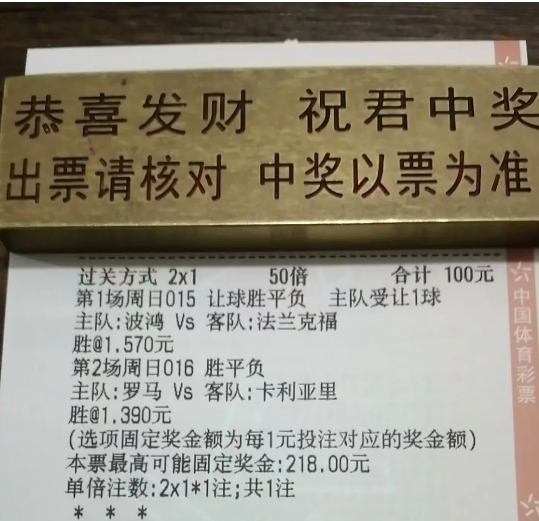 恭喜发财 祝君中奖
出票请核对 中奖以票为准
过关方式 2x1 50倍 合计 100元
第1场周日015 让球胜平负 主队受让1球
主队:波鸿 Vs 客队:法兰克福
胜@1.570元
第2场周日016 胜平负
主队:罗马 Vs 客队:卡利亚里
胜@1.390元
(选项固定奖金额为每1元投注对应的奖金额)
本票最高可能固定奖金:218.00元
单倍注数:2x1*1注;共1注
* * *
中国体育彩票